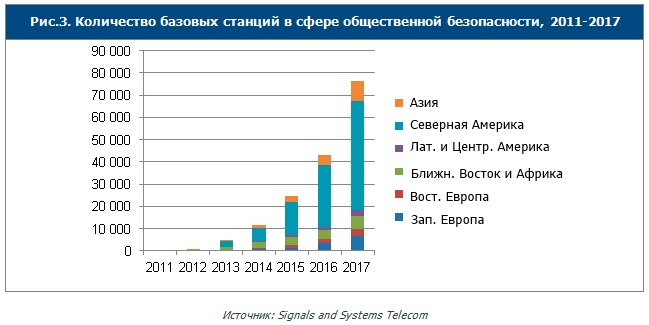 Рис.3. Количество базовых станций в сфере общественной безопасности, 2011-2017
90 000
80 000
70 000
60 000
50 000
40 000
30 000
20 000
10 000
0
2011 2012 2013 2014 2015 2016 2017
Азия
Северная Америка
Лат. и Центр. Америка
Ближн. Восток и Африка
Вост. Европа
Зап. Европа
Источник: Signals and Systems Telecom